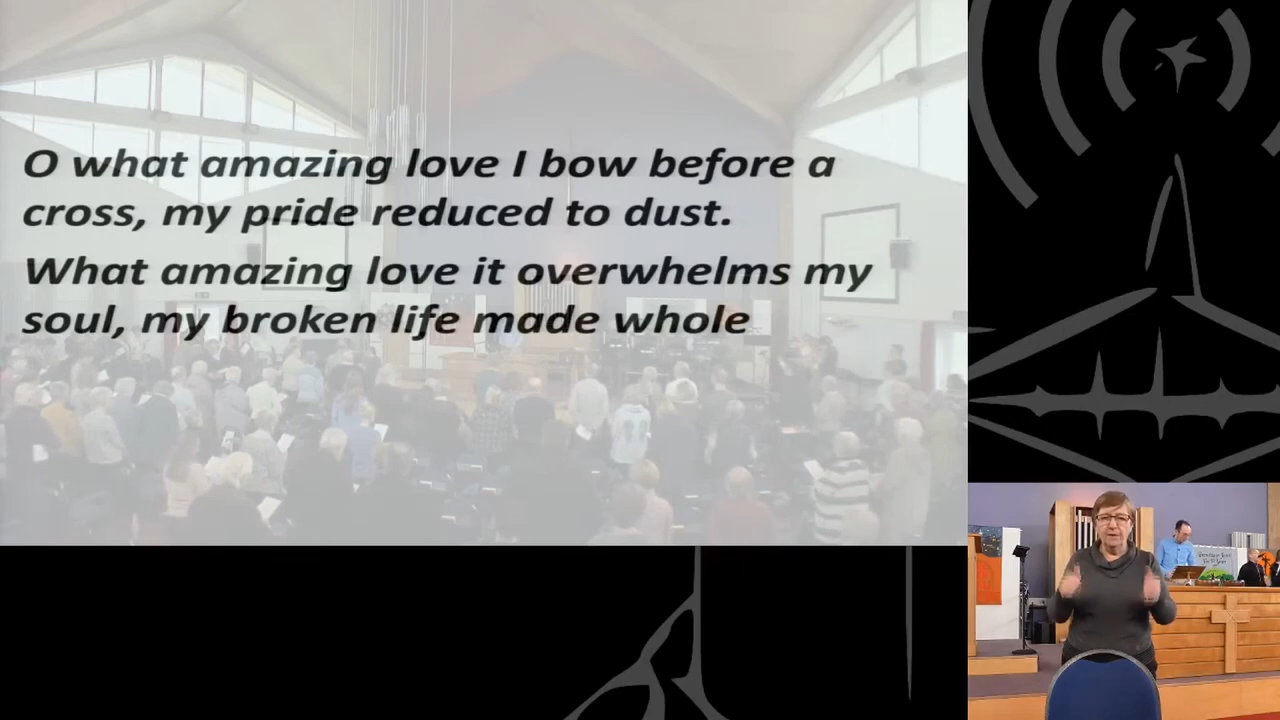 O what amazing love I bow before a
cross, my pride reduced to dust.
What amazing love it overwhelms my
soul, my broken life made whole